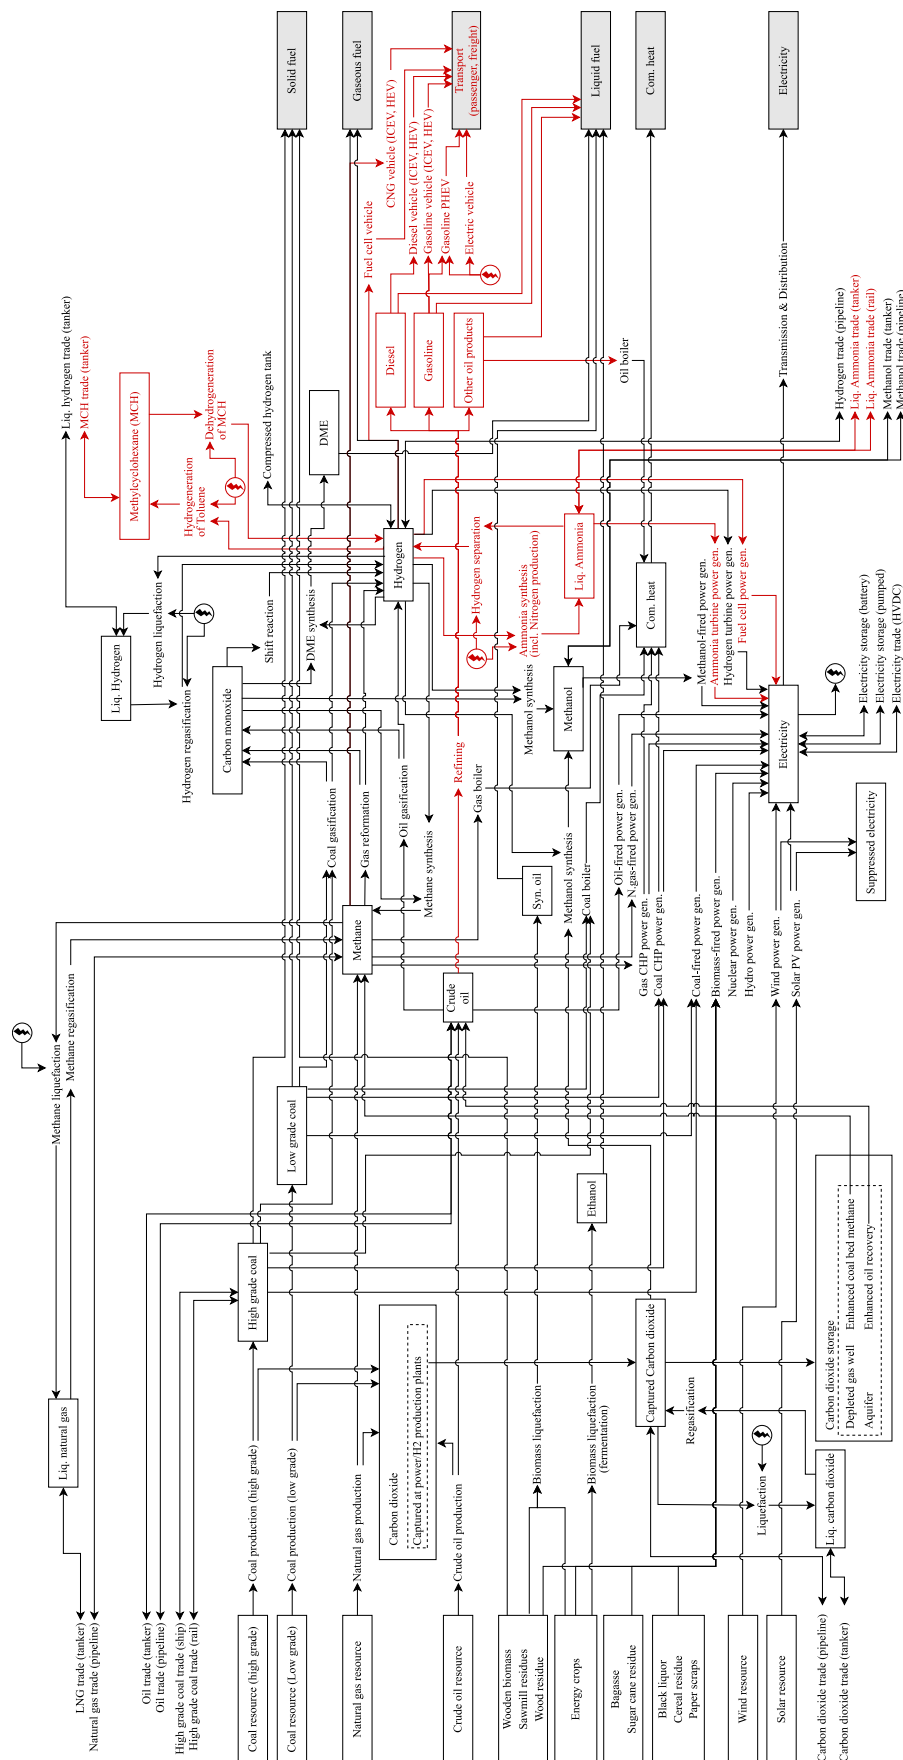 LNG trade (tanker)
Natural gas trade (pipeline)
Oil trade (tanker)
Oil trade (pipeline)
High grade coal trade (ship)
High grade coal trade (rail)
Coal resource (high grade)
Coal resource (Low grade)
Natural gas resource
Crude oil resource
Wooden biomass
Sawmill residues
Wood residue
Energy crops
Bagasse
Sugar cane residue
Black liquor
Cereal residue
Paper scraps
Wind resource
Solar resource
Carbon dioxide trade (pipeline)
Carbon dioxide trade (tanker)
Liq. natural gas
Coal production (high grade)
Coal production (low grade)
Natural gas production
Carbon dioxide
Captured at power/H2 production plants
Crude oil production
Biomass liquefaction
Biomass liquefaction
(fermentation)
Captured Carbon dioxide
Regasification
Liquefaction
Liq. carbon dioxide
Carbon dioxide storage
Depleted gas well
Enhanced coal bed methane
Aquifer
Enhanced oil recovery
High grade coal
Low grade coal
Ethanol
Methane liquefaction
Methane regasification
Methane
Crude
oil
Syn. oil
Coal gasification
Gas reformation
Oil gasification
Methane synthesis
Gas boiler
Refining
Methanol synthesis
Coal boiler
Oil-fired power gen.
N.gas-fired power gen.
Gas CHP power gen.
Coal CHP power gen.
Coal-fired power gen.
Biomass-fired power gen.
Nuclear power gen.
Hydro power gen.
Wind power gen.
Solar PV power gen.
Suppressed electricity
Liq. Hydrogen
Hydrogen liquefaction
Hydrogen regasification
Carbon monoxide
Shift reaction
DME synthesis
Methanol synthesis
Methanol
Hydrogen
Hydrogen separation
Ammonia synthesis
(incl. Nitrogen production)
Liq. Ammonia
Com. heat
Methanol-fired power gen.
Ammonia turbine power gen.
Hydrogen turbine power gen.
Fuel cell power gen.
Electricity
Electricity storage (battery)
Electricity storage (pumped)
Electricity trade (HVDC)
Liq. hydrogen trade (tanker)
MCH trade (tanker)
Methylcyclohexane (MCH)
Hydrogeneration
of Toluene
Dehydrogeneration
of MCH
Compressed hydrogen tank
DME
Diesel
Gasoline
Other oil products
Oil boiler
Fuel cell vehicle
CNG vehicle (ICEV, HEV)
Diesel vehicle (ICEV, HEV)
Gasoline vehicle (ICEV, HEV)
Gasoline PHEV
Electric vehicle
Transmission & Distribution
Hydrogen trade (pipeline)
Liq. Ammonia trade (tanker)
Liq. Ammonia trade (rail)
Methanol trade (tanker)
Methanol trade (pipeline)
Solid fuel
Gaseous fuel
Transport
(passenger, freight)
Liquid fuel
Com. heat
Electricity